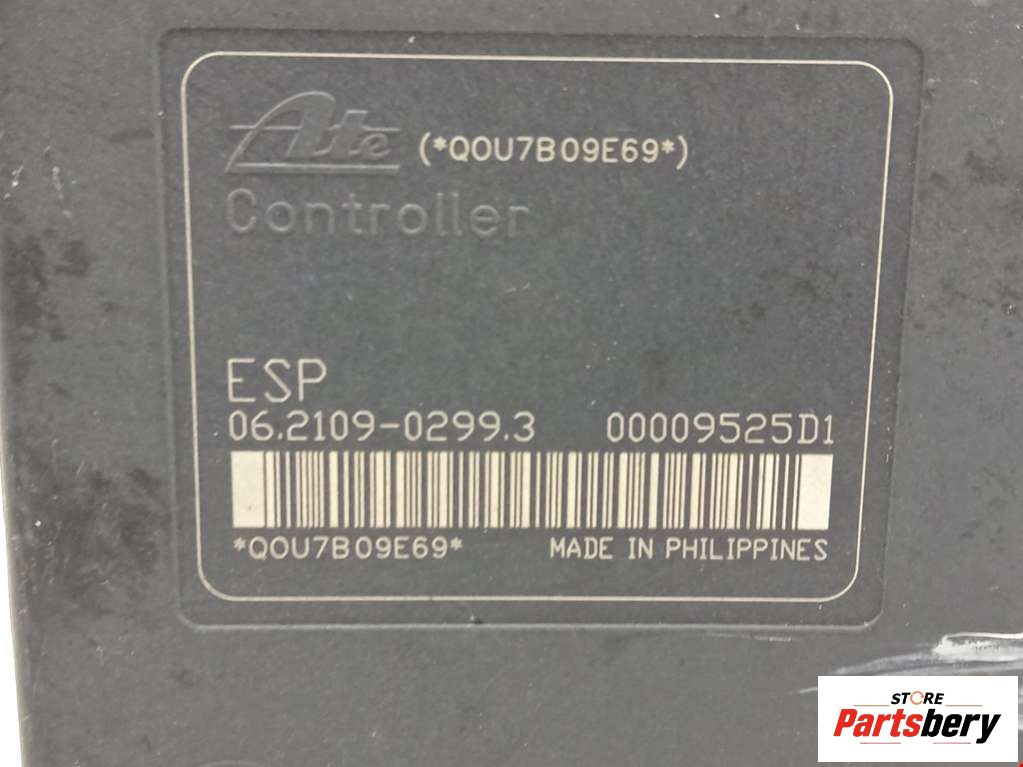 Ate (*QOU7B09E69*)
Controller
ESP
06.2109-0299.3 00009525D1
*QOU7B09E69* MADE IN PHILIPPINES
STORE
Partsbery